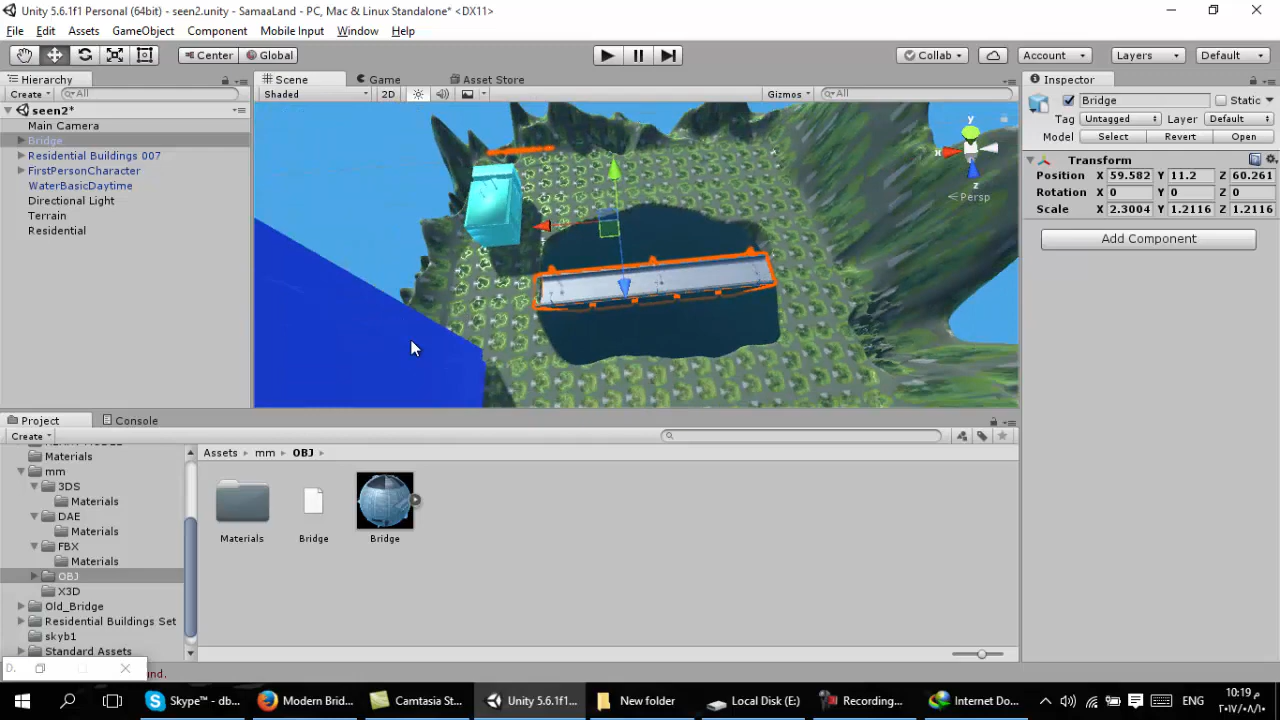 Unity 5.6.1f1 Personal (64bit) - seen2.unity - SamaaLand - PC, Mac & Linux Standalone* <DX11>
File Edit Assets GameObject Component Mobile Input Window Help
Center Global Collab Account Layers Default
Hierarchy Scene Game Asset Store Inspector
Create All Shaded 2D Gizmos All
seen2*
Main Camera
Bridge
Residential Buildings 007
FirstPersonCharacter
WaterBasicDaytime
Directional Light
Terrain
Residential
y
x
z
Persp
Bridge Static
Tag Untagged Layer Default
Model Select Revert Open
Transform
Position X 59.582 Y 11.2 Z 60.261
Rotation X 0 Y 0 Z 0
Scale X 2.3004 Y 1.2116 Z 1.2116
Add Component
Project Console
Create
Materials
mm
3DS
Materials
DAE
Materials
FBX
Materials
OBJ
X3D
Old_Bridge
Residential Buildings Set
skyb1
Standard Assets
Assets mm OBJ
Materials Bridge Bridge
D.
nd.
Skype™ - db...
Modern Brid...
Camtasia St...
Unity 5.6.1f1...
New folder
Local Disk (E:)
Recording...
Internet Do...
ENG
10:19 م